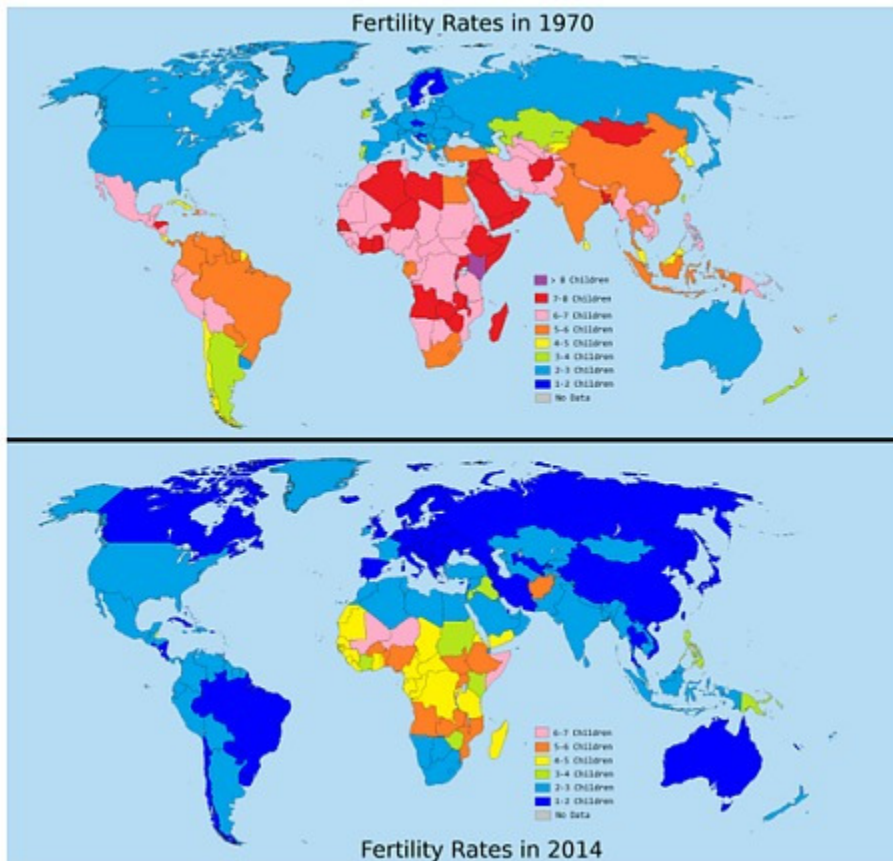 Fertility Rates in 1970
> 8 Children
7-8 Children
6-7 Children
5-6 Children
4-5 Children
3-4 Children
2-3 Children
1-2 Children
No Data
6-7 Children
5-6 Children
4-5 Children
3-4 Children
2-3 Children
1-2 Children
No Data
Fertility Rates in 2014